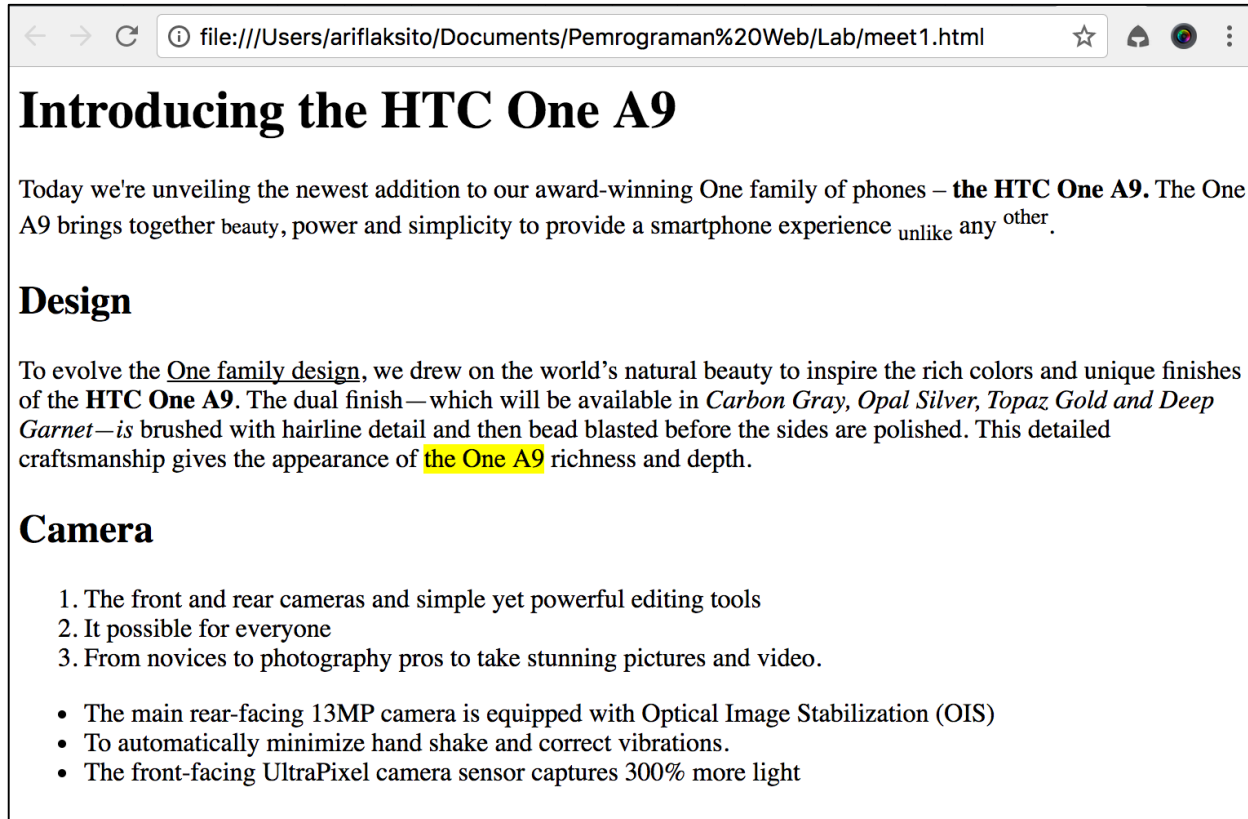 file:///Users/ariflaksito/Documents/Pemrograman%20Web/Lab/meet1.html
Introducing the HTC One A9
Today we're unveiling the newest addition to our award-winning One family of phones – the HTC One A9. The One
A9 brings together beauty, power and simplicity to provide a smartphone experience unlike any other.
Design
To evolve the One family design, we drew on the world’s natural beauty to inspire the rich colors and unique finishes
of the HTC One A9. The dual finish—which will be available in Carbon Gray, Opal Silver, Topaz Gold and Deep
Garnet—is brushed with hairline detail and then bead blasted before the sides are polished. This detailed
craftsmanship gives the appearance of the One A9 richness and depth.
Camera
1. The front and rear cameras and simple yet powerful editing tools
2. It possible for everyone
3. From novices to photography pros to take stunning pictures and video.
• The main rear-facing 13MP camera is equipped with Optical Image Stabilization (OIS)
• To automatically minimize hand shake and correct vibrations.
• The front-facing UltraPixel camera sensor captures 300% more light